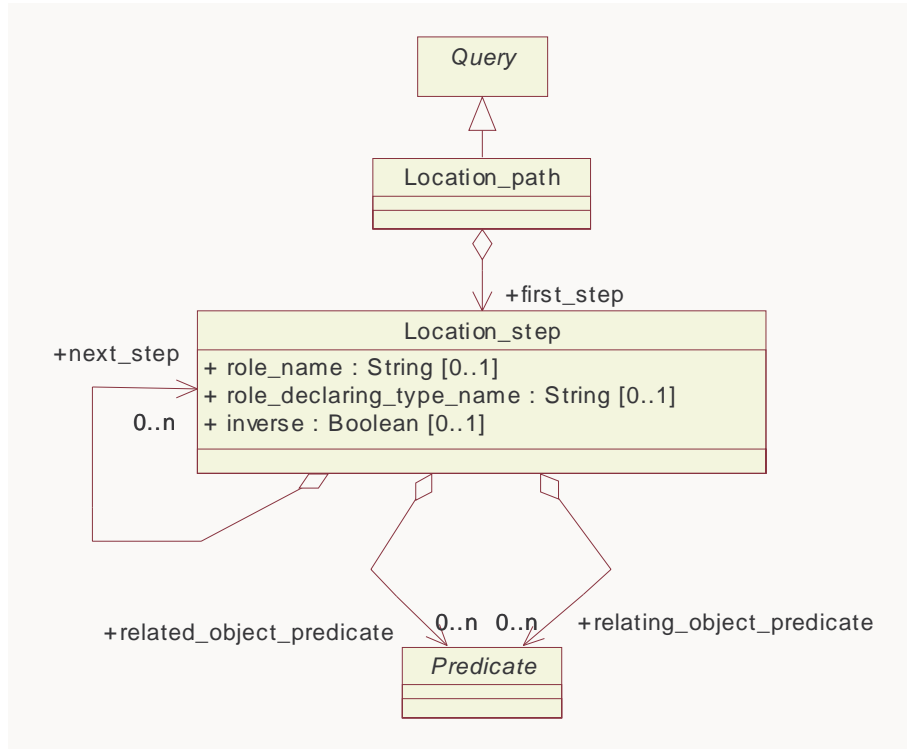 Query
Location_path
+first_step
Location_step
+next_step
+ role_name : String [0..1]
+ role_declaring_type_name : String [0..1]
0..n
+ inverse : Boolean [0..1]
0..n 0..n
+related_object_predicate
+relating_object_predicate
Predicate